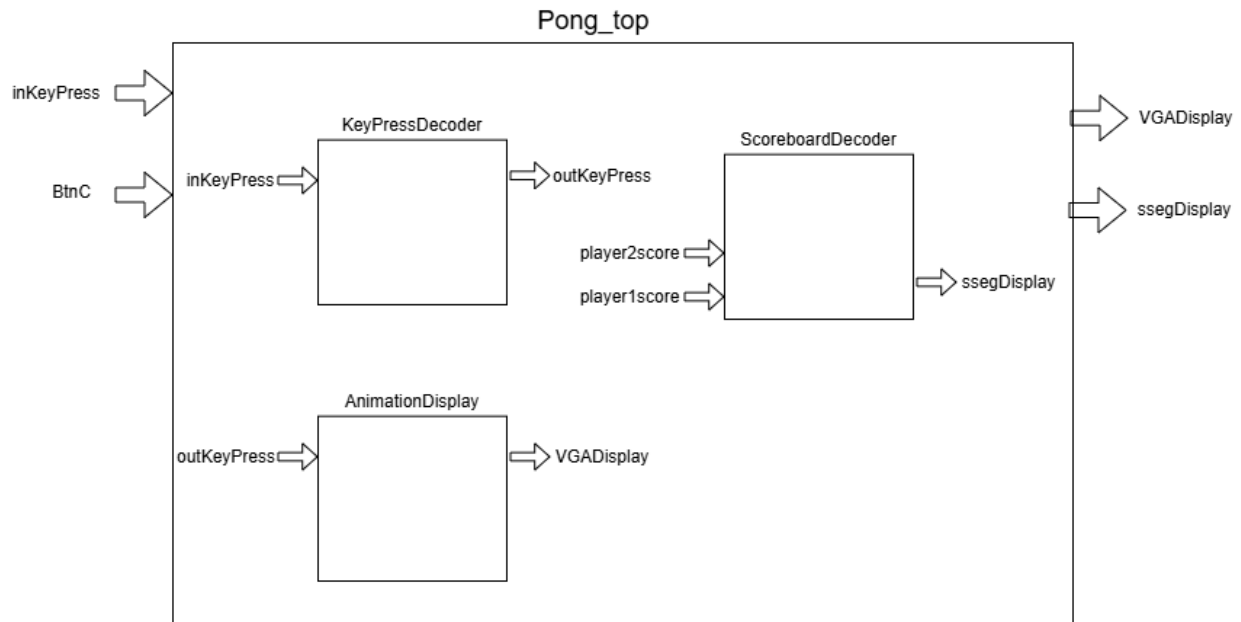 Pong_top
inKeyPress
BtnC
KeyPressDecoder
inKeyPress
outKeyPress
ScoreboardDecoder
player2score
player1score
ssegDisplay
AnimationDisplay
outKeyPress
VGADisplay
VGADisplay
ssegDisplay